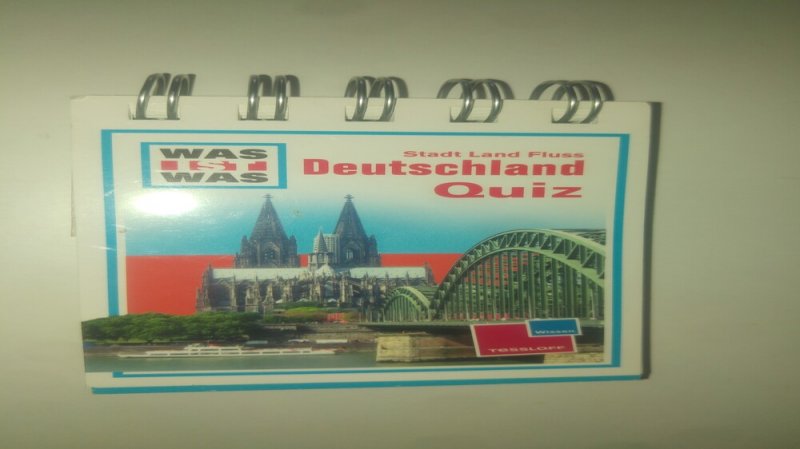 WAS
IST
WAS
Stadt Land Fluss
Deutschland
Quiz
Wissen
TESSLOFF